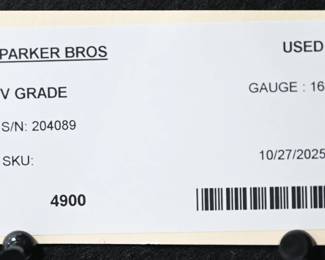 PARKER BROS USED
V GRADE GAUGE : 16
S/N: 204089
SKU: 10/27/2025
4900